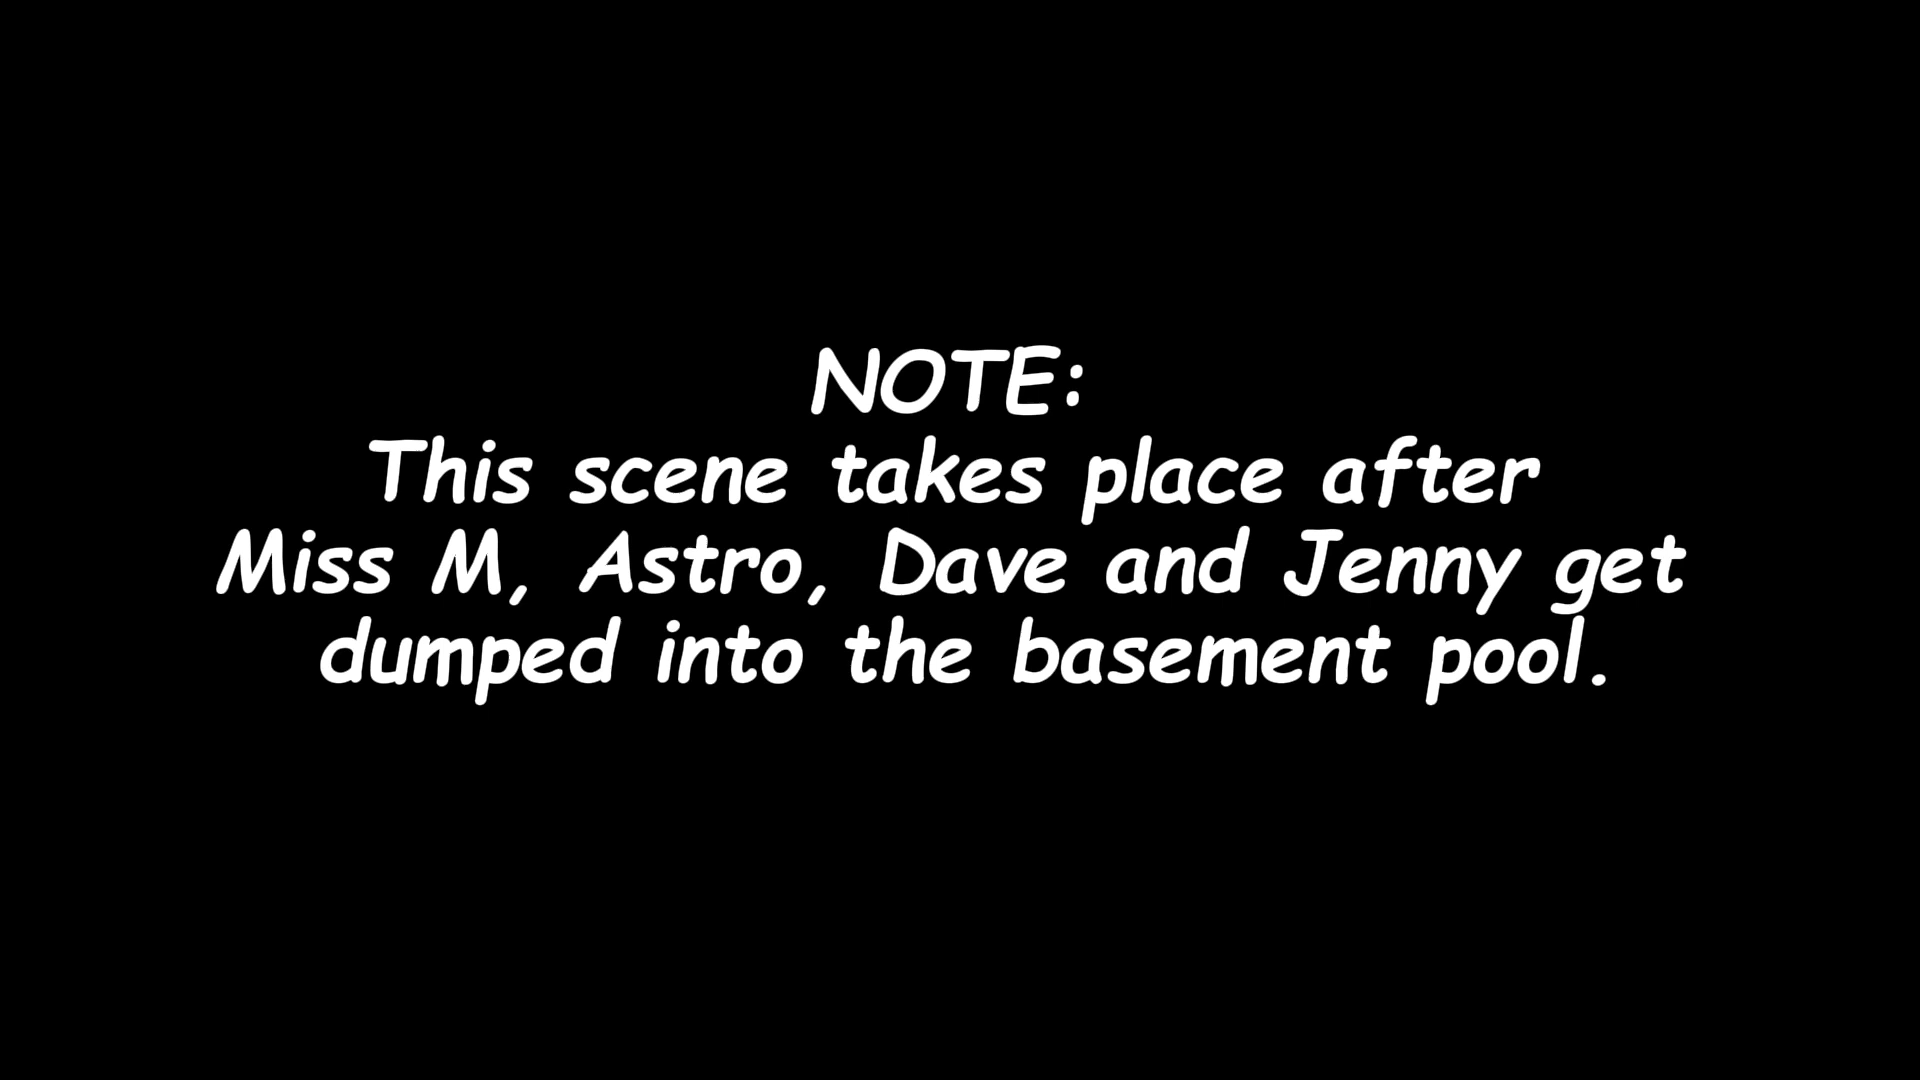 NOTE:
This scene takes place after
Miss M, Astro, Dave and Jenny get
dumped into the basement pool.